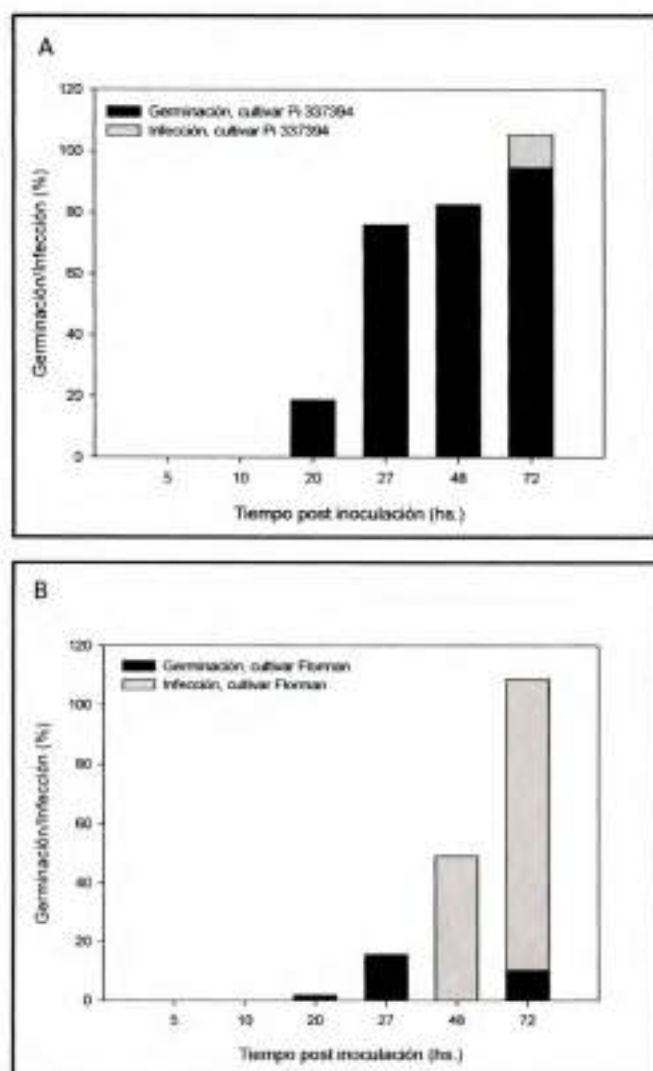 A
120
Germinación, cultivar Pi 337394
Infección, cultivar Pi 337394
100
80
60
40
20
0
Germinación/Infección (%)
5 10 20 27 48 72
Tiempo post inoculación (hs.)
B
120
Germinación, cultivar Florman
Infección, cultivar Florman
100
80
60
40
20
0
Germinación/Infección (%)
5 10 20 27 48 72
Tiempo post inoculación (hs.)